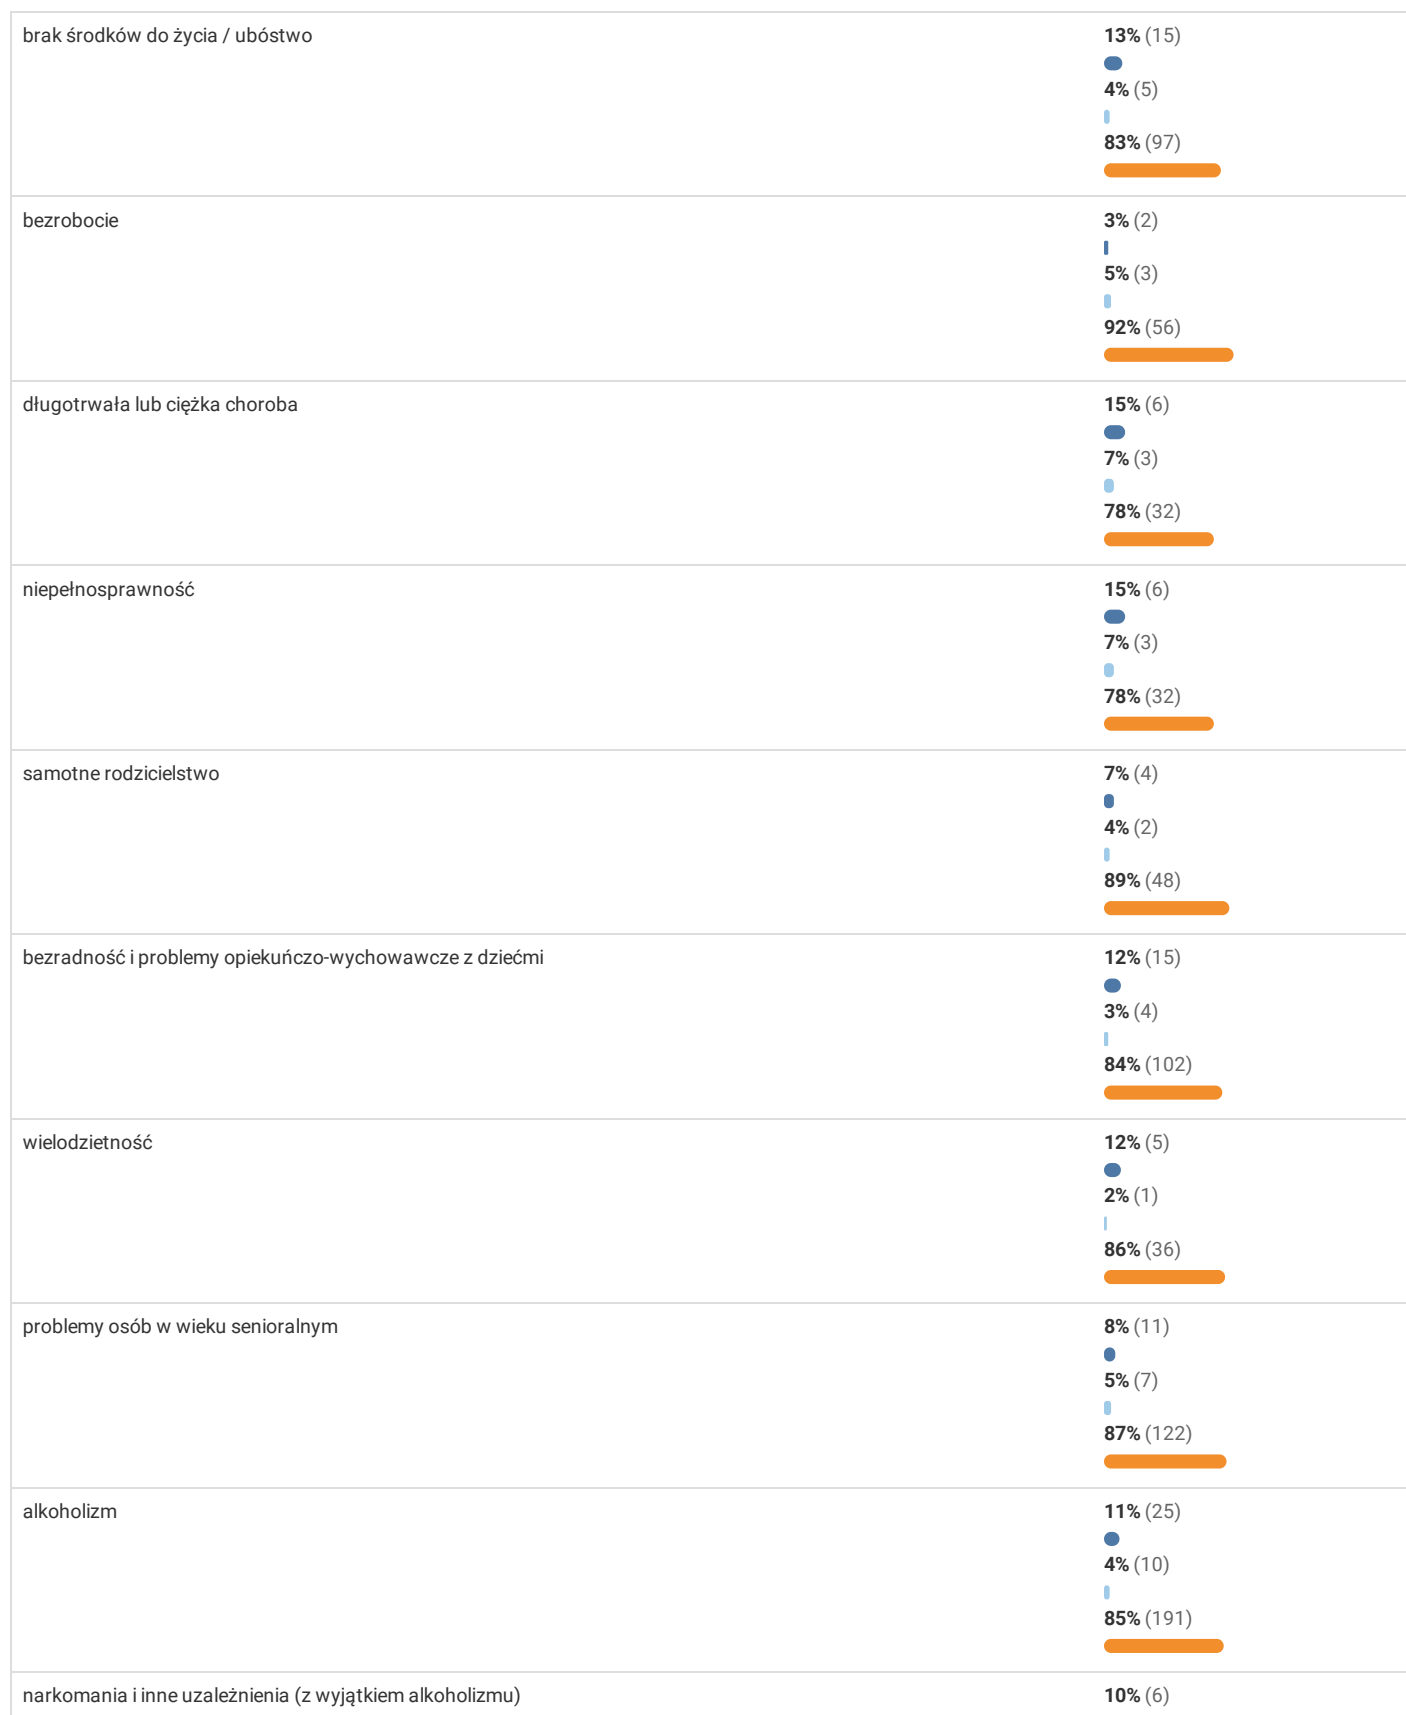 brak środków do życia / ubóstwo
13% (15)
4% (5)
83% (97)
bezrobocie
3% (2)
5% (3)
92% (56)
długotrwała lub ciężka choroba
15% (6)
7% (3)
78% (32)
niepełnosprawność
15% (6)
7% (3)
78% (32)
samotne rodzicielstwo
7% (4)
4% (2)
89% (48)
bezradność i problemy opiekuńczo-wychowawcze z dziećmi
12% (15)
3% (4)
84% (102)
wielodzietność
12% (5)
2% (1)
86% (36)
problemy osób w wieku senioralnym
8% (11)
5% (7)
87% (122)
alkoholizm
11% (25)
4% (10)
85% (191)
narkomania i inne uzależnienia (z wyjątkiem alkoholizmu)
10% (6)